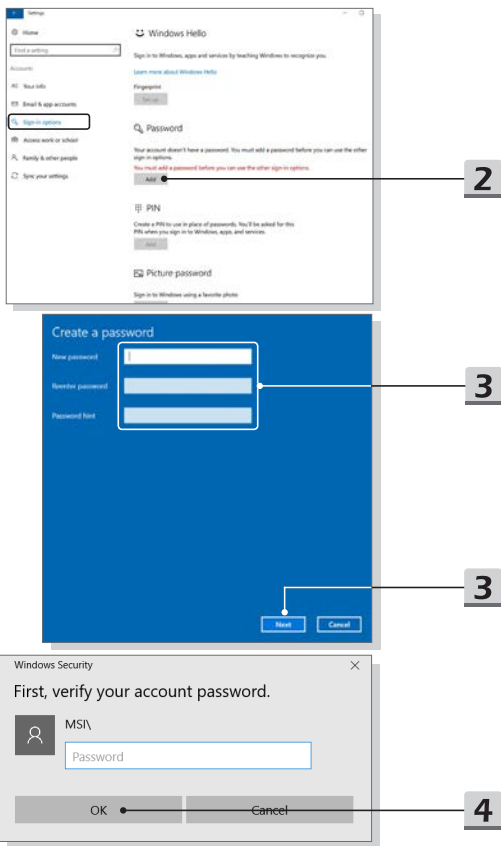 Settings
Home
Find a setting
Accounts
Your info
Email & app accounts
Sign-in options
Access work or school
Family & other people
Sync your settings
Windows Hello
Sign in to Windows, apps and services by teaching Windows to recognize you.
Learn more about Windows Hello
Fingerprint
Set up
Password
Your account doesn't have a password. You must add a password before you can use the other
sign-in options.
You must add a password before you can use the other sign-in options.
Add
2
PIN
Create a PIN to use in place of passwords. You'll be asked for this
PIN when you sign in to Windows, apps, and services.
Add
Picture password
Sign in to Windows using a favorite photo
Create a password
New password
Reenter password
Password hint
3
Next
Cancel
3
Windows Security
First, verify your account password.
MSI\
Password
OK
Cancel
4